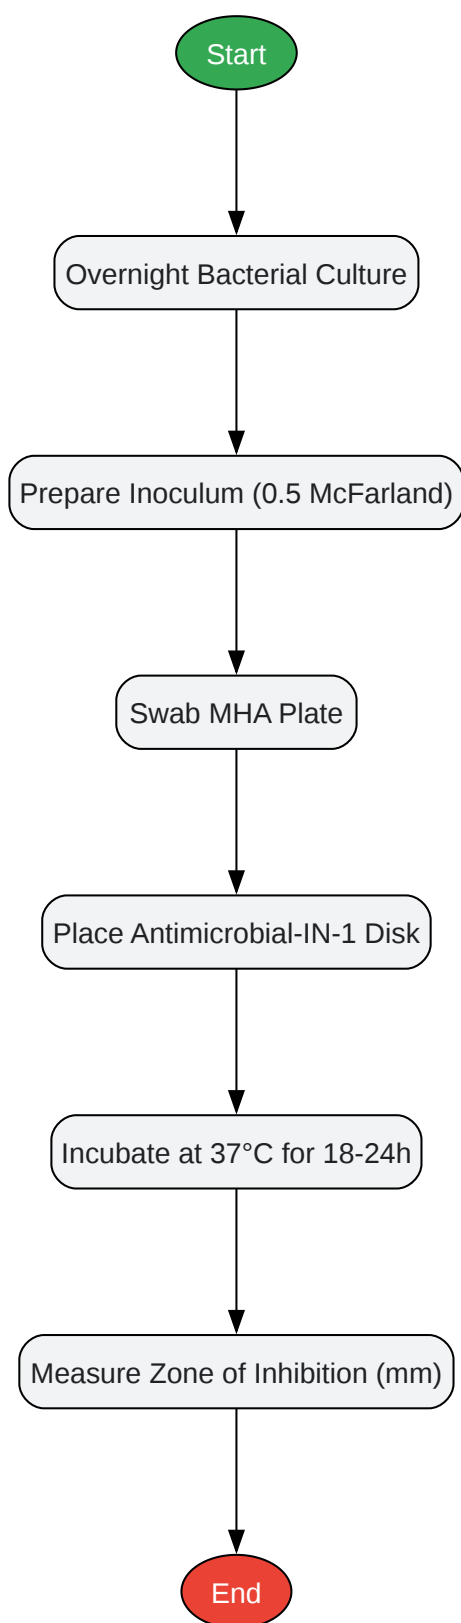 Start
Overnight Bacterial Culture
Prepare Inoculum (0.5 McFarland)
Swab MHA Plate
Place Antimicrobial-IN-1 Disk
Incubate at 37°C for 18-24h
Measure Zone of Inhibition (mm)
End